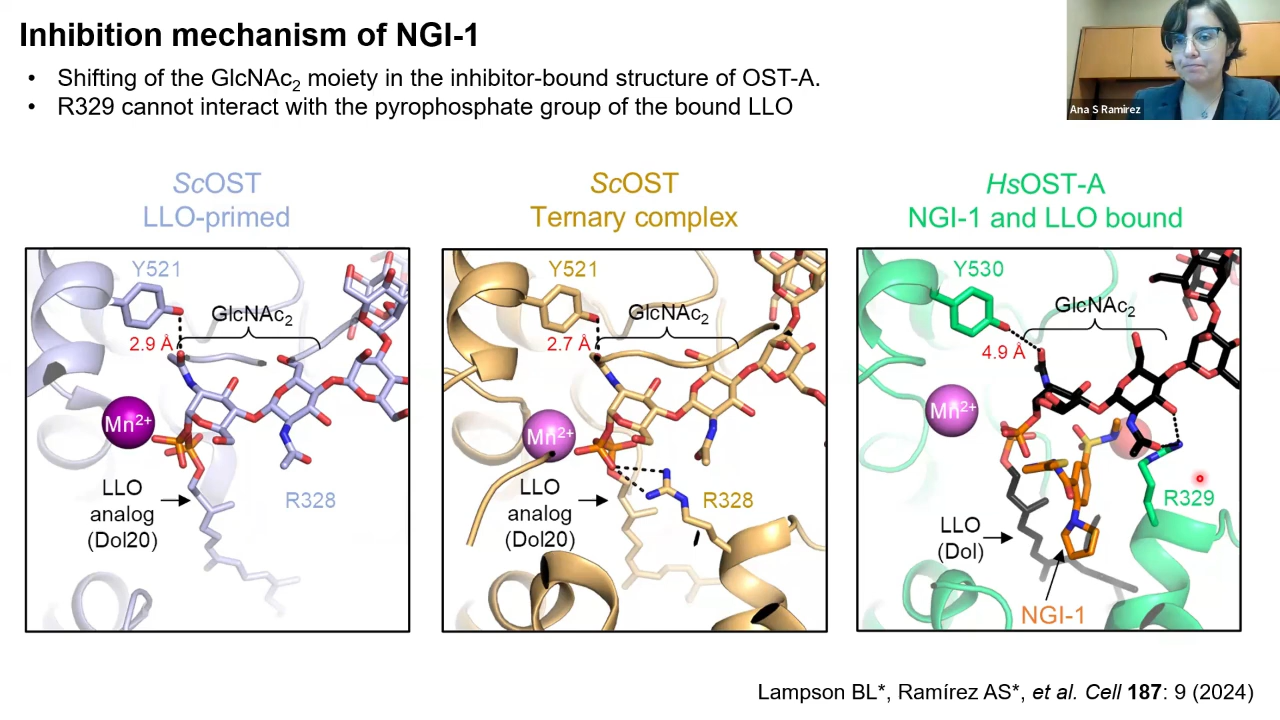 Inhibition mechanism of NGI-1
• Shifting of the GlcNAc₂ moiety in the inhibitor-bound structure of OST-A.
• R329 cannot interact with the pyrophosphate group of the bound LLO
Ana S Ramirez
ScOST
LLO-primed
Y521
GlcNAc₂
2.9 Å
Mn²⁺
LLO
analog
(Dol20)
R328
ScOST
Ternary complex
Y521
GlcNAc₂
2.7 Å
Mn²⁺
LLO
analog
(Dol20)
R328
HsOST-A
NGI-1 and LLO bound
Y530
GlcNAc₂
4.9 Å
Mn²⁺
R329
LLO
(Dol)
NGI-1
Lampson BL*, Ramírez AS*, et al. Cell 187: 9 (2024)